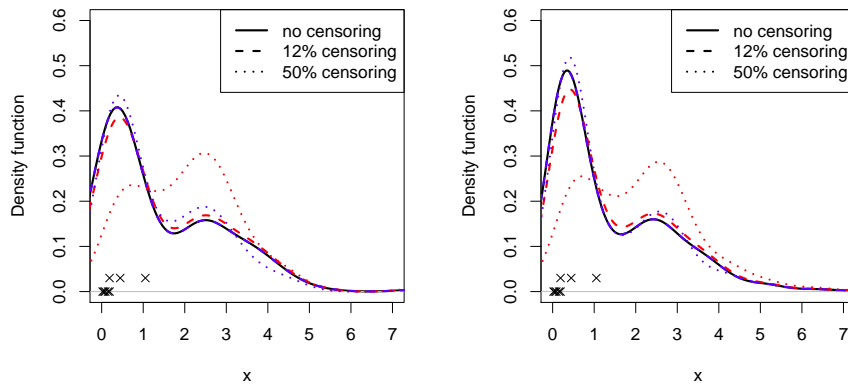 no censoring
12% censoring
50% censoring
Density function
0.6
0.5
0.4
0.3
0.2
0.1
0.0
0 1 2 3 4 5 6 7
x
no censoring
12% censoring
50% censoring
Density function
0.6
0.5
0.4
0.3
0.2
0.1
0.0
0 1 2 3 4 5 6 7
x